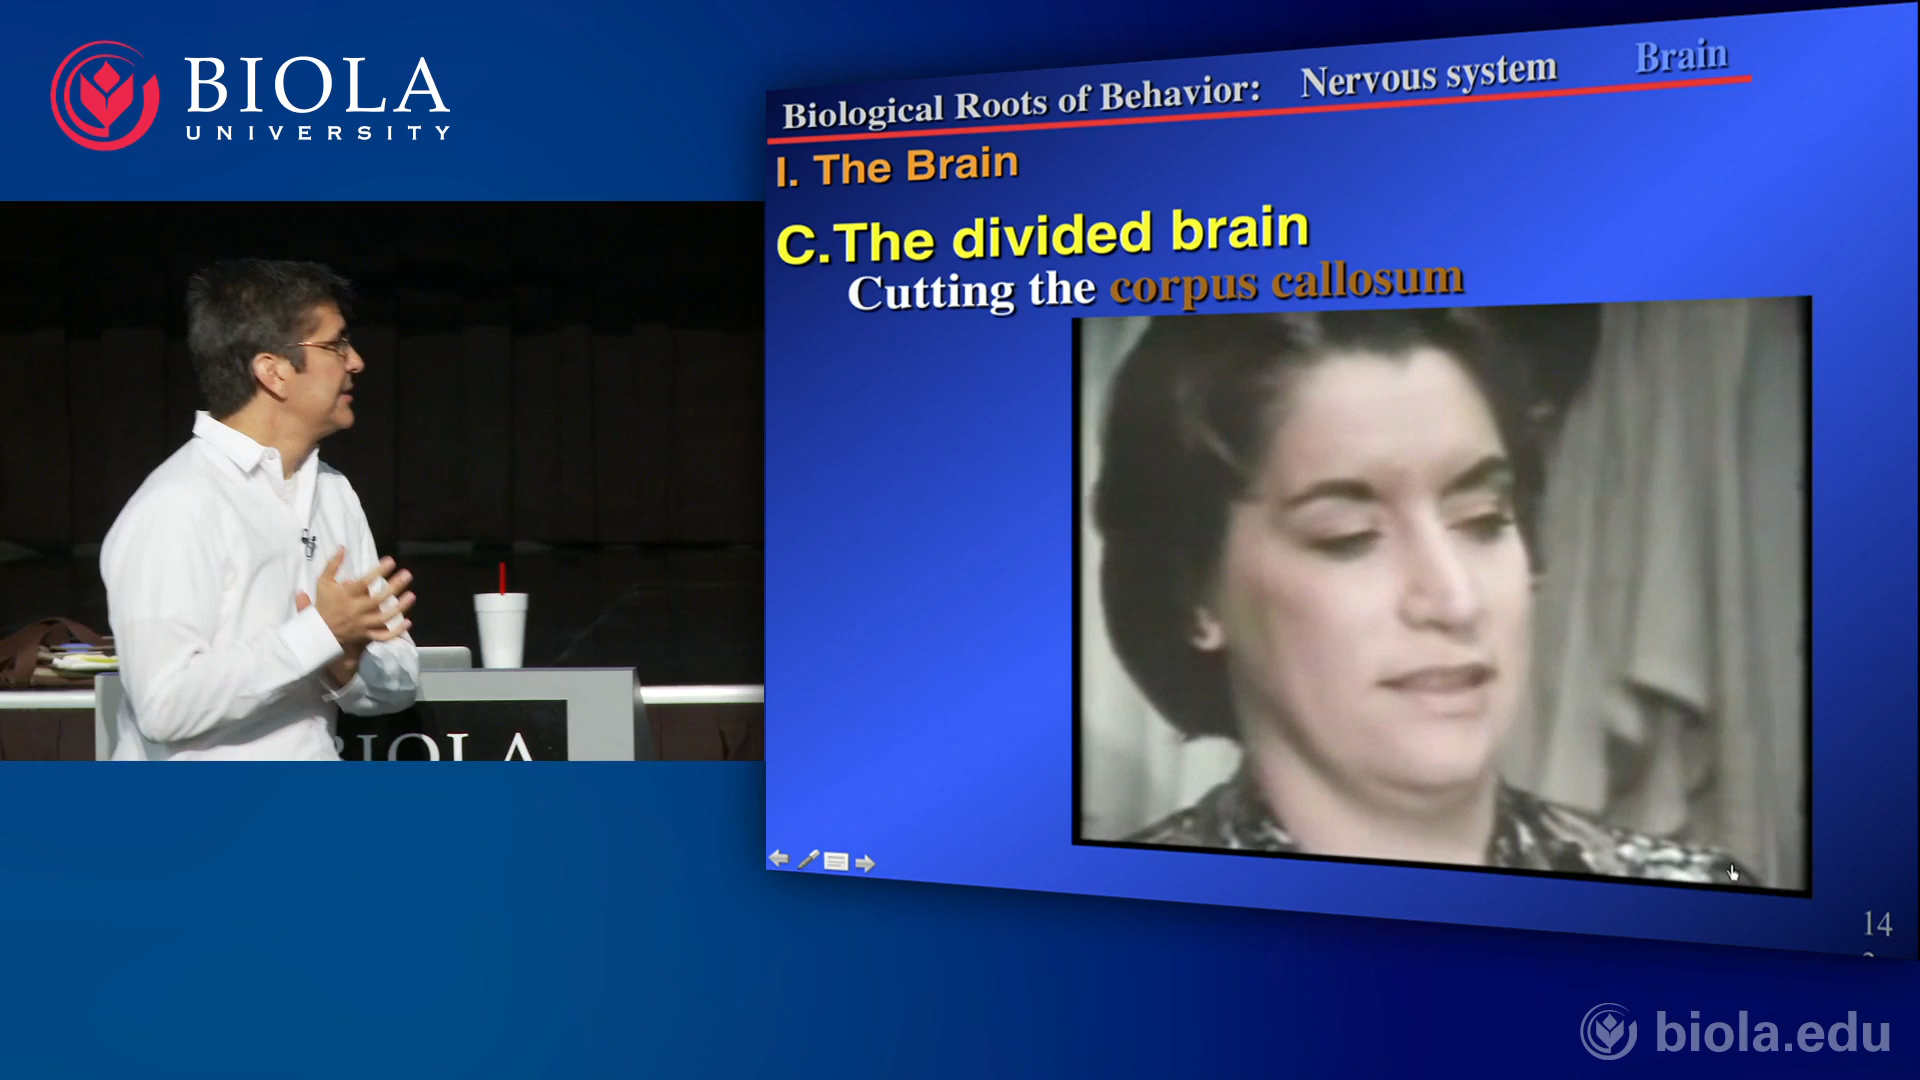 BIOLA
UNIVERSITY
Biological Roots of Behavior: Nervous system Brain
I. The Brain
C.The divided brain
Cutting the corpus callosum
BIOLA
14
biola.edu